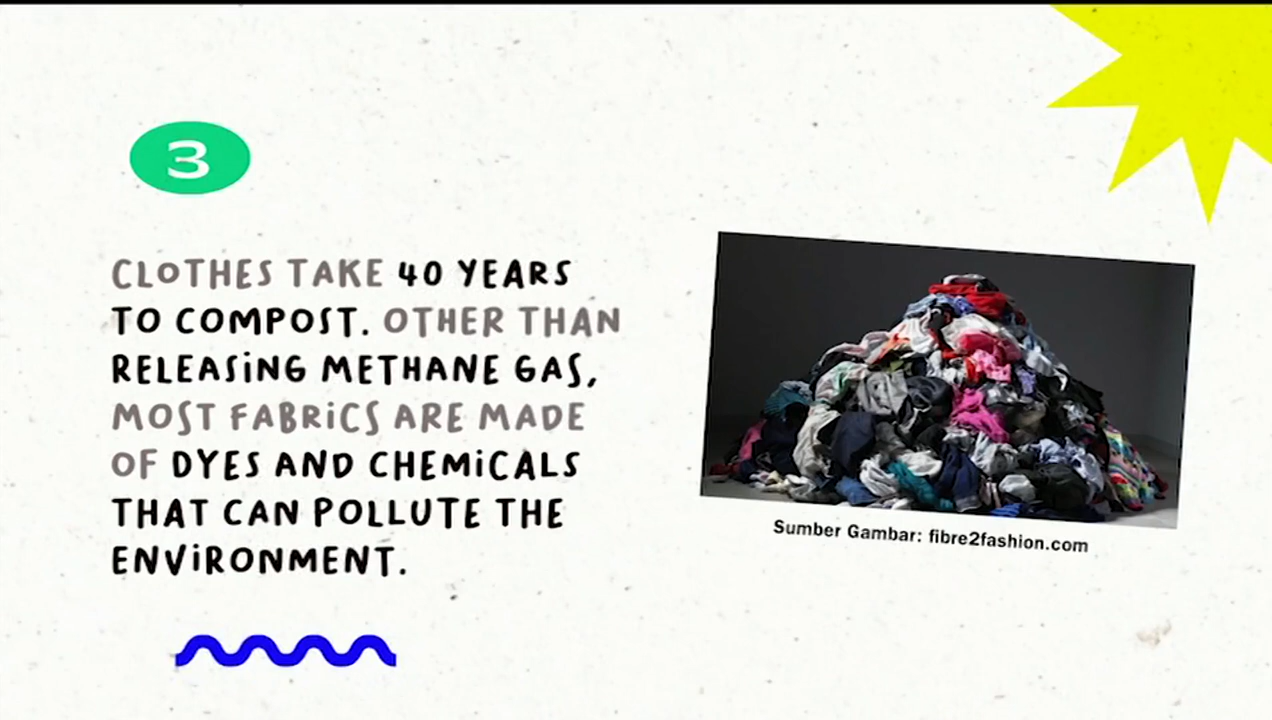 3
CLOTHES TAKE 40 YEARS
TO COMPOST. OTHER THAN
RELEASING METHANE GAS,
MOST FABRICS ARE MADE
OF DYES AND CHEMICALS
THAT CAN POLLUTE THE
ENVIRONMENT.
Sumber Gambar: fibre2fashion.com